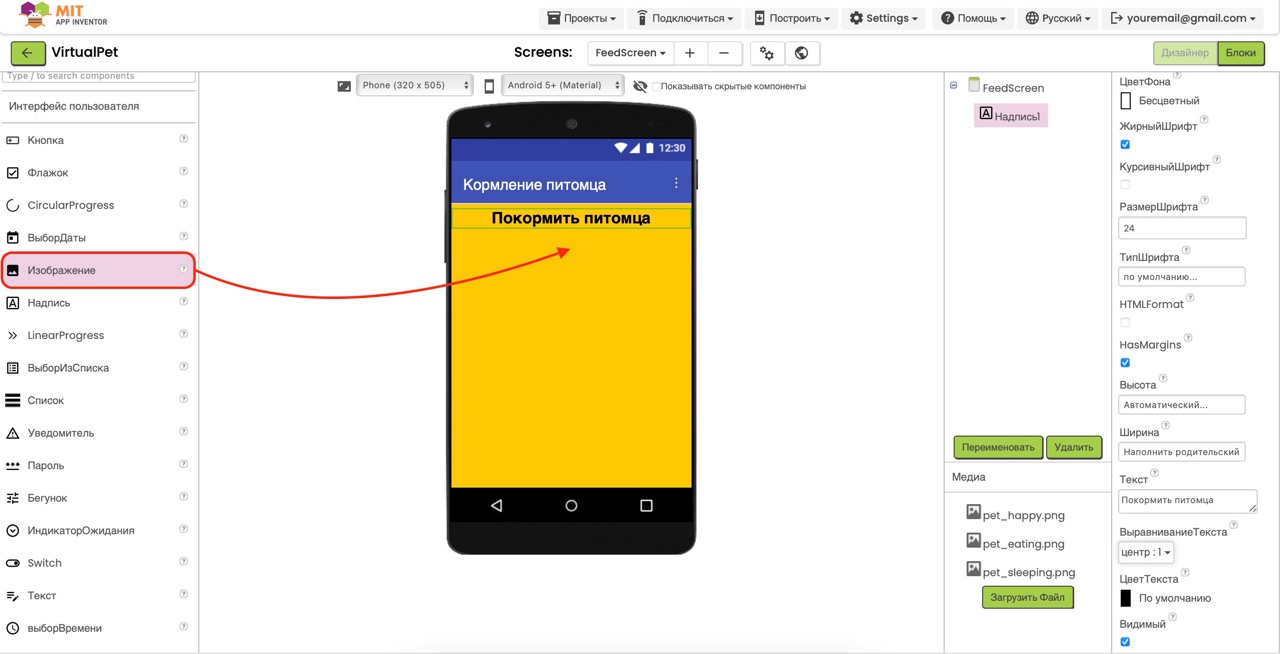 MIT
APP INVENTOR
Проекты
Подключиться
Построить
Settings
Помощь
Русский
youremail@gmail.com
VirtualPet
Screens:
FeedScreen
Дизайнер
Блоки
Type / to search components
Интерфейс пользователя
Кнопка
Флажок
CircularProgress
ВыборДаты
Изображение
Надпись
LinearProgress
ВыборИзСписка
Список
Уведомитель
Пароль
Бегунок
ИндикаторОжидания
Switch
Текст
выборВремени
Phone (320 x 505)
Android 5+ (Material)
Показывать скрытые компоненты
12:30
Кормление питомца
Покормить питомца
FeedScreen
Надпись1
Переименовать
Удалить
Медиа
pet_happy.png
pet_eating.png
pet_sleeping.png
Загрузить Файл
ЦветФона
Бесцветный
ЖирныйШрифт
КурсивныйШрифт
РазмерШрифта
24
ТипШрифта
по умолчанию...
HTMLFormat
HasMargins
Высота
Автоматический...
Ширина
Наполнить родительский
Текст
Покормить питомца
ВыравниваниеТекста
центр : 1
ЦветТекста
По умолчанию
Видимый